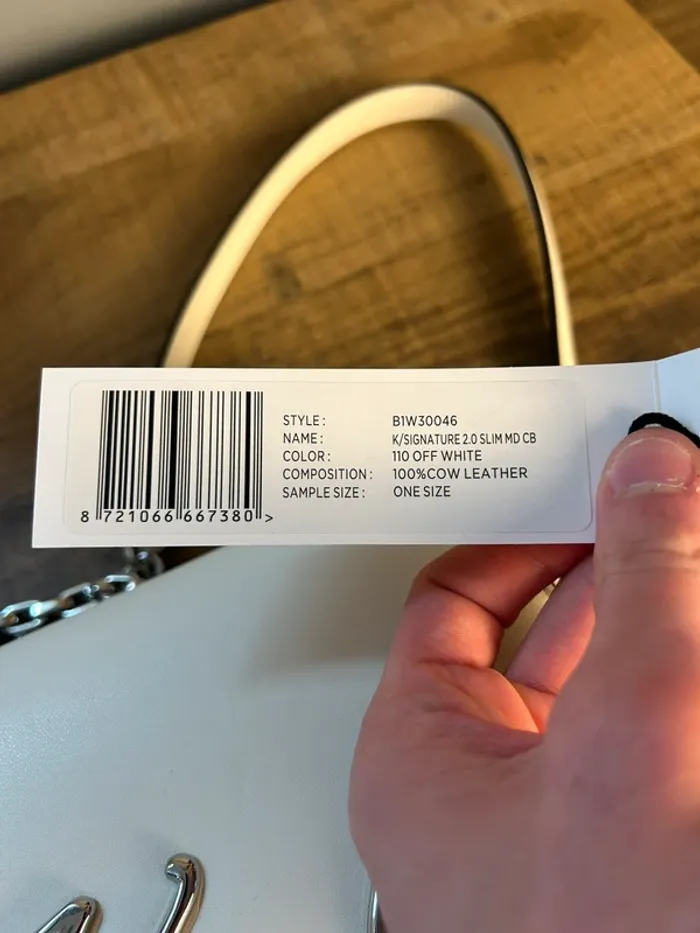 STYLE: B1W30046
NAME: K/SIGNATURE 2.0 SLIM MD CB
COLOR: 110 OFF WHITE
COMPOSITION: 100%COW LEATHER
SAMPLE SIZE: ONE SIZE
8 721066 667380 >